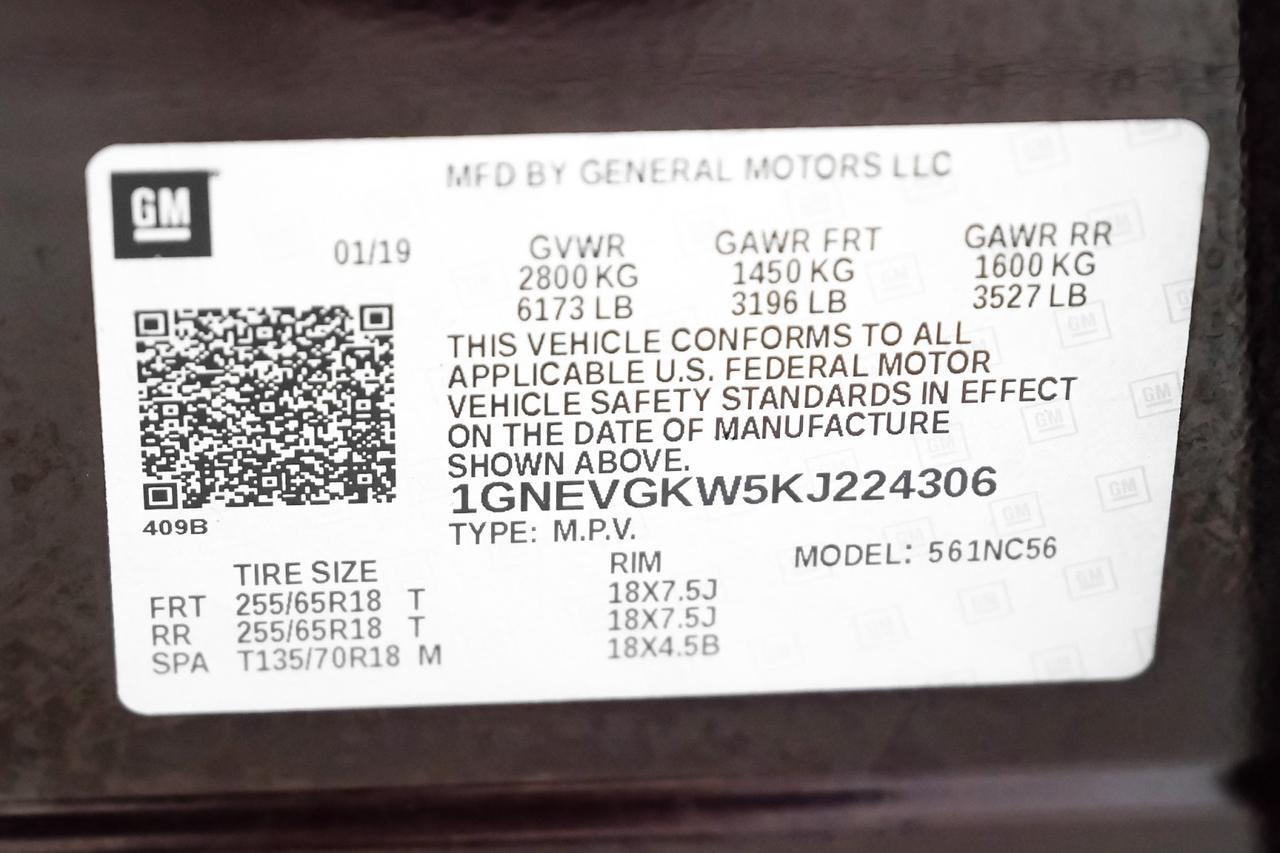 GM
MFD BY GENERAL MOTORS LLC
01/19
GVWR GAWR FRT GAWR RR
2800 KG 1450 KG 1600 KG
6173 LB 3196 LB 3527 LB
THIS VEHICLE CONFORMS TO ALL
APPLICABLE U.S. FEDERAL MOTOR
VEHICLE SAFETY STANDARDS IN EFFECT
ON THE DATE OF MANUFACTURE
SHOWN ABOVE.
1GNEVGKW5KJ224306
409B
TYPE: M.P.V.
MODEL: 561NC56
TIRE SIZE RIM
FRT 255/65R18 T 18X7.5J
RR 255/65R18 T 18X7.5J
SPA T135/70R18 M 18X4.5B